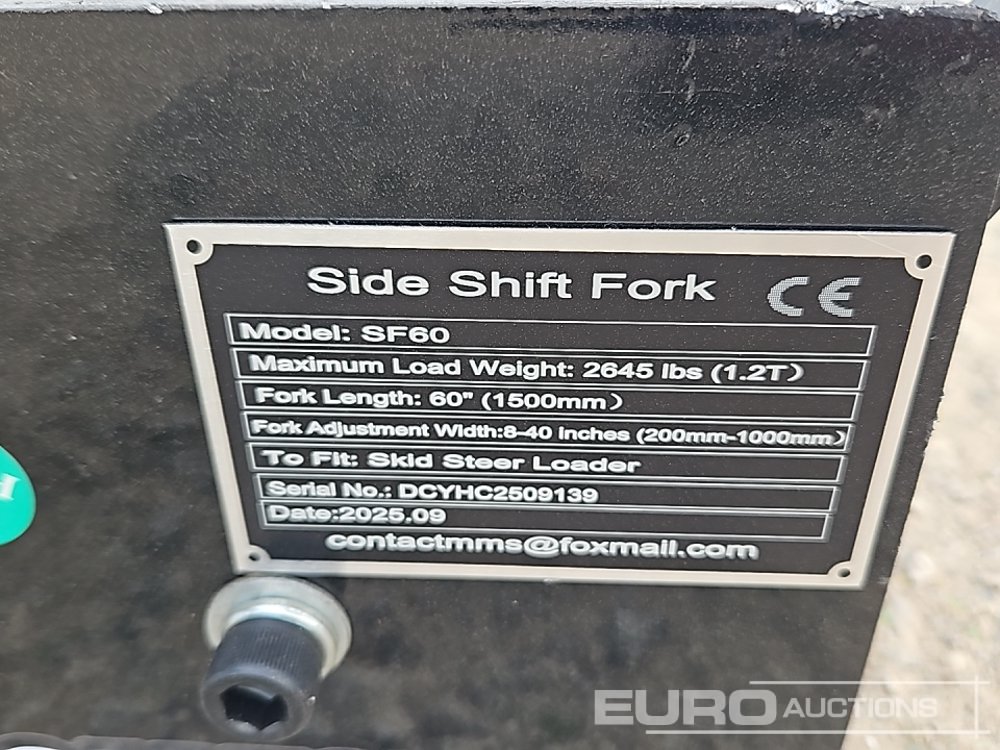 Side Shift Fork CE
Model: SF60
Maximum Load Weight: 2645 lbs (1.2T)
Fork Length: 60" (1500mm)
Fork Adjustment Width:8-40 inches (200mm-1000mm)
To Fit: Skid Steer Loader
Serial No.: DCYHC2509139
Date:2025.09
contactmms@foxmail.com
EURO AUCTIONS